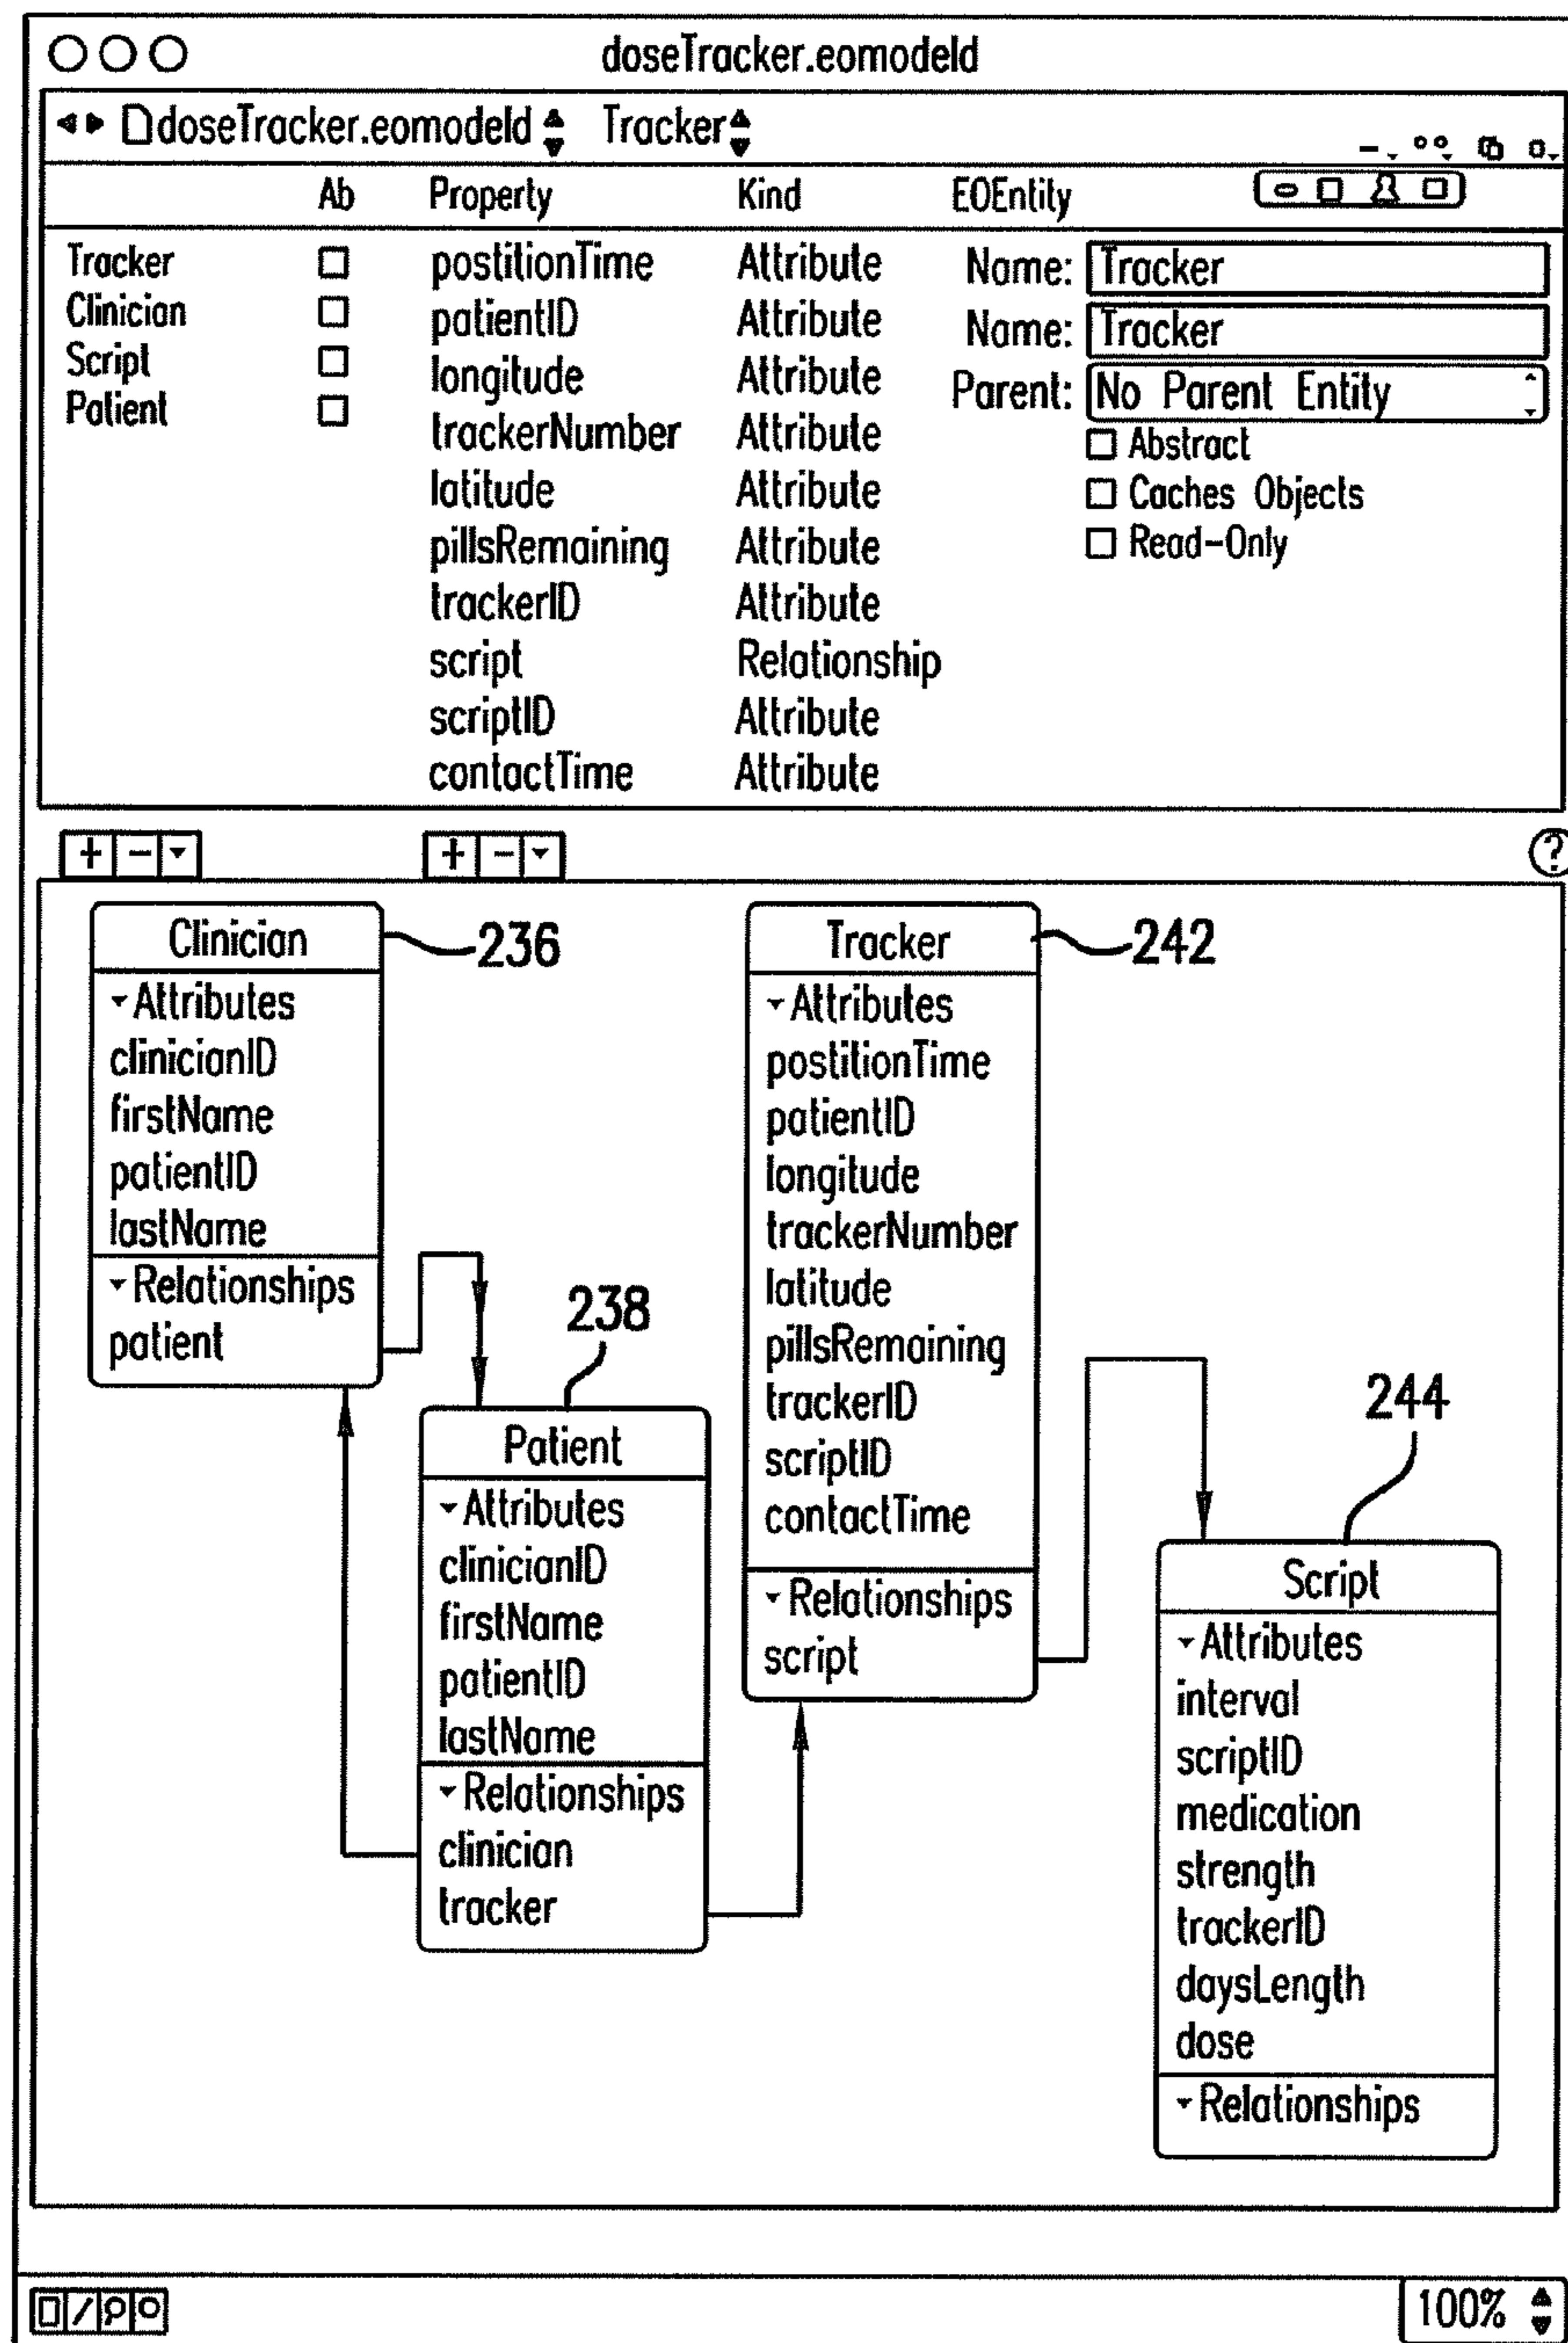 doseTracker.eomodeld
doseTracker.eomodeld Tracker
Ab Property Kind EOEntity
Tracker postitionTime Attribute Name: Tracker
Clinician patientID Attribute Name: Tracker
Script longitude Attribute Parent: No Parent Entity
Patient trackerNumber Attribute Abstract
latitude Attribute Caches Objects
pillsRemaining Attribute Read-Only
trackerID Attribute
script Relationship
scriptID Attribute
contactTime Attribute
+ - + - ?
Clinician 236
Attributes
clinicianID
firstName
patientID
lastName
Relationships
patient
238
Patient
Attributes
clinicianID
firstName
patientID
lastName
Relationships
clinician
tracker
Tracker 242
Attributes
postitionTime
patientID
longitude
trackerNumber
latitude
pillsRemaining
trackerID
scriptID
contactTime
Relationships
script
244
Script
Attributes
interval
scriptID
medication
strength
trackerID
daysLength
dose
Relationships
100%